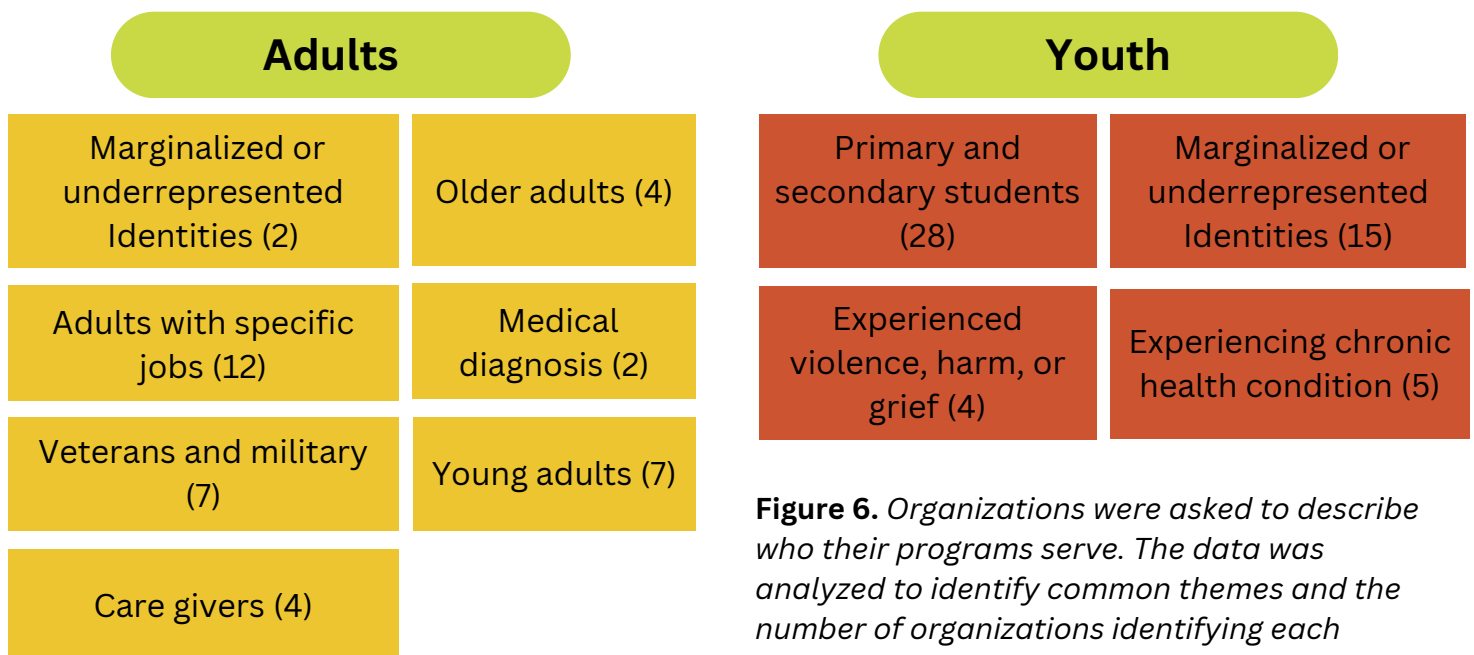 Adults
Marginalized or
underrepresented
Identities (2)
Older adults (4)
Adults with specific
jobs (12)
Medical
diagnosis (2)
Veterans and military
(7)
Young adults (7)
Care givers (4)
Youth
Primary and
secondary students
(28)
Marginalized or
underrepresented
Identities (15)
Experienced
violence, harm, or
grief (4)
Experiencing chronic
health condition (5)
Figure 6. Organizations were asked to describe
who their programs serve. The data was
analyzed to identify common themes and the
number of organizations identifying each